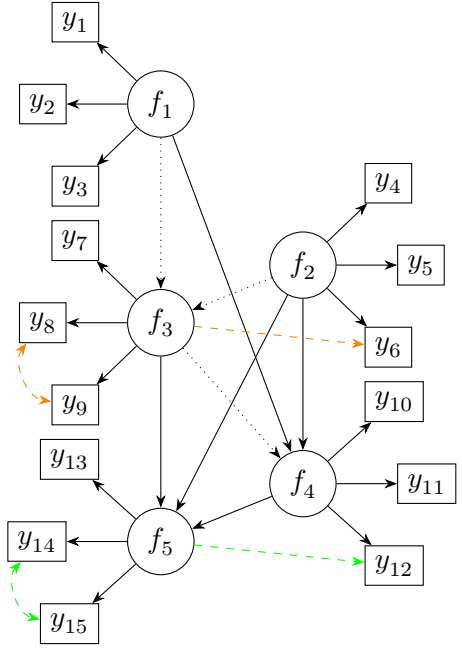 y₁
y₂
f₁
y₃
y₄
y₇
f₂
y₅
y₈
f₃
y₆
y₉
y₁₀
y₁₃
f₄
y₁₁
y₁₄
f₅
y₁₂
y₁₅